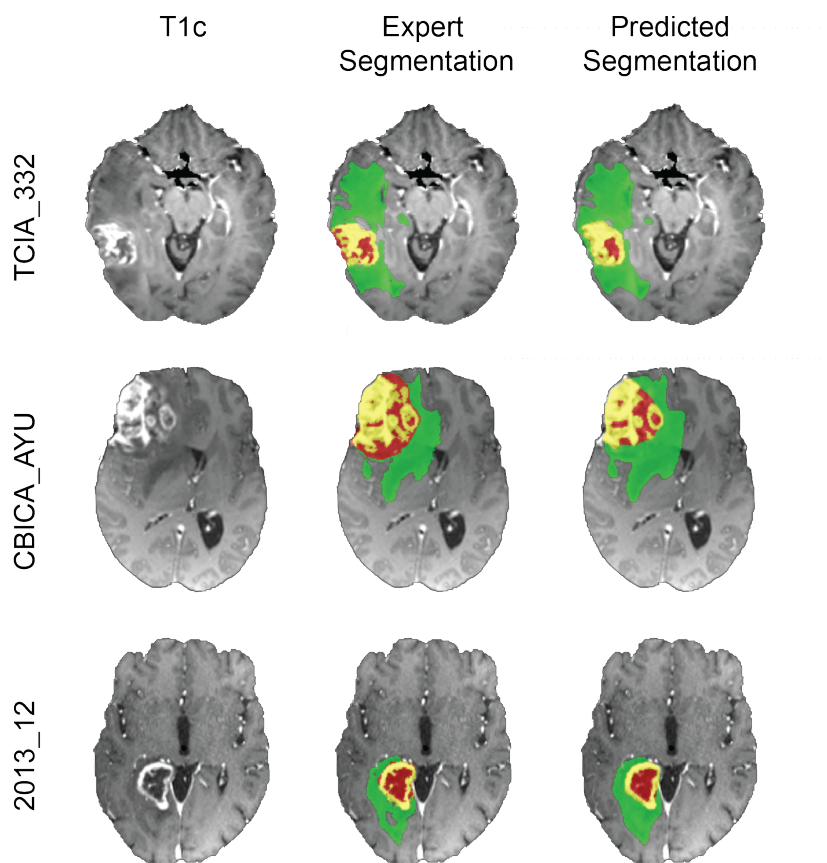 T1c
Expert
Segmentation
Predicted
Segmentation
TCIA_332
CBICA_AYU
2013_12